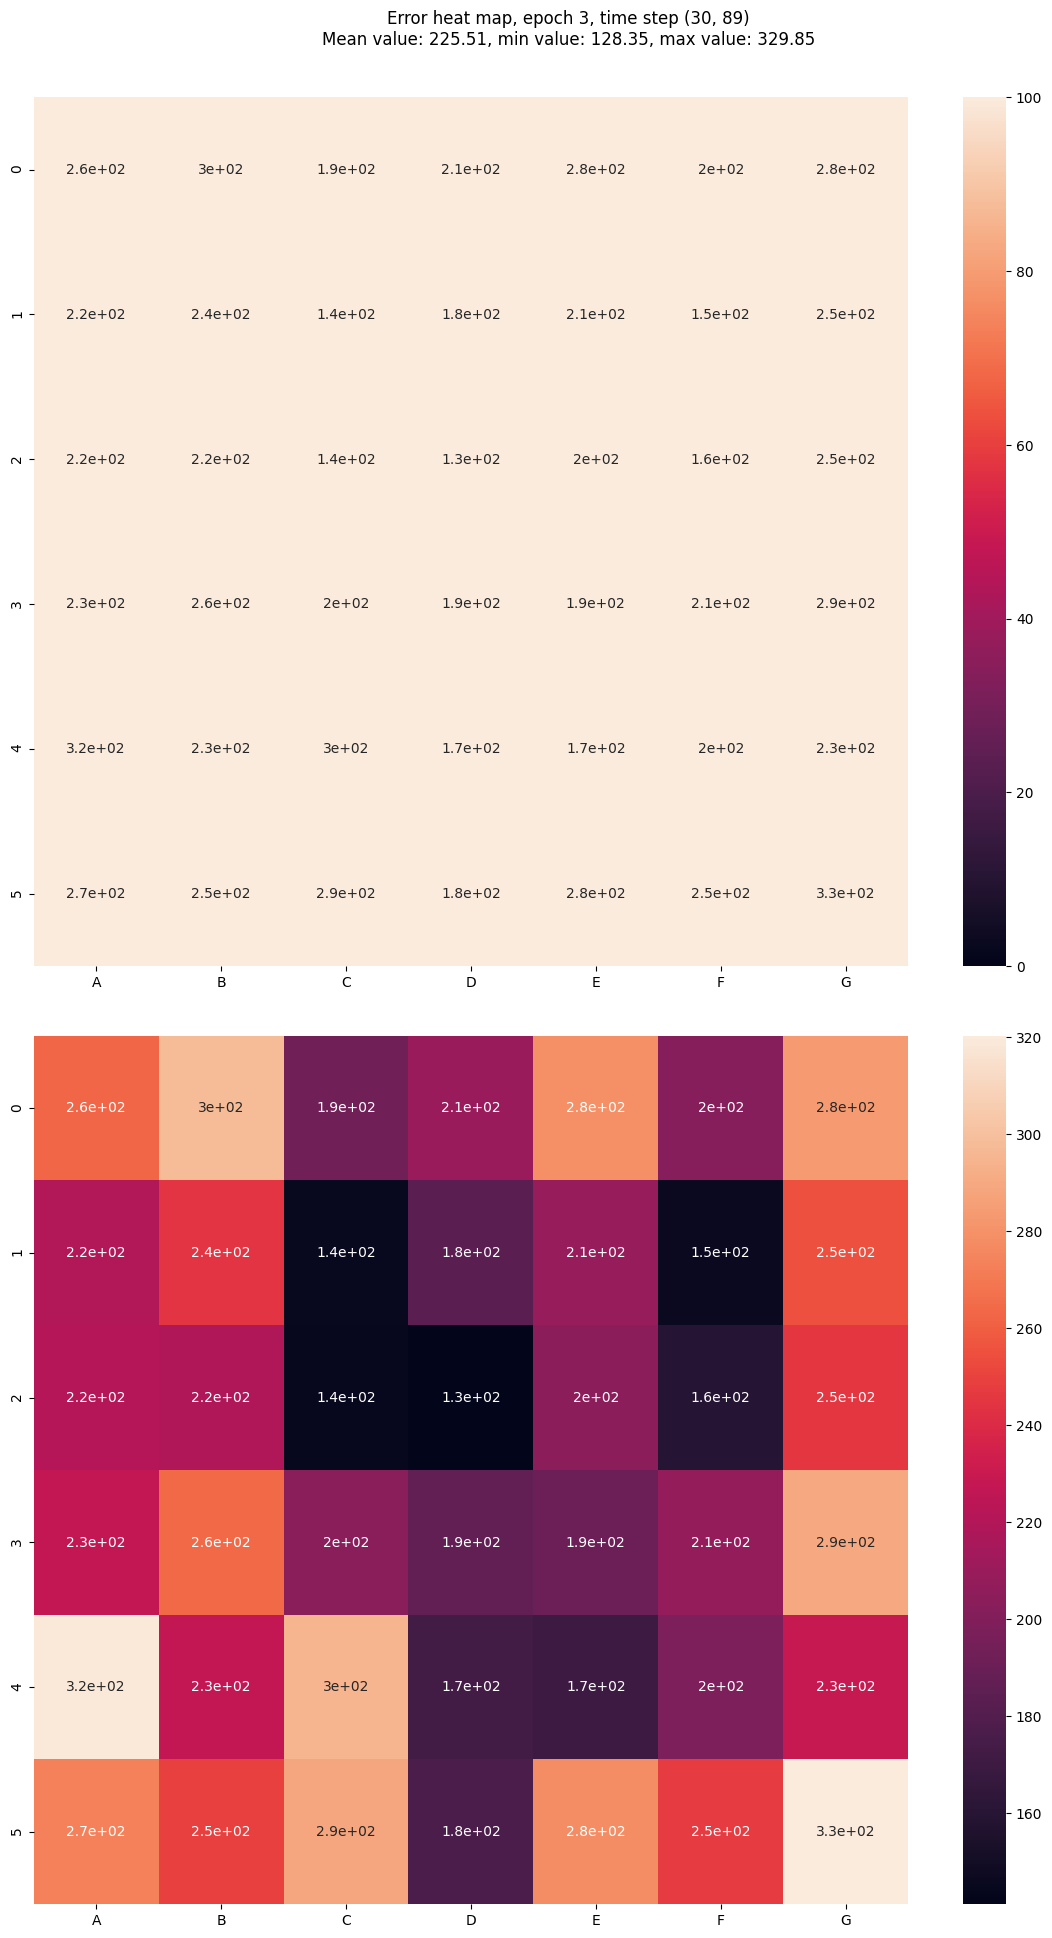 Error heat map, epoch 3, time step (30, 89)
Mean value: 225.51, min value: 128.35, max value: 329.85
0 2.6e+02 3e+02 1.9e+02 2.1e+02 2.8e+02 2e+02 2.8e+02
1 2.2e+02 2.4e+02 1.4e+02 1.8e+02 2.1e+02 1.5e+02 2.5e+02
2 2.2e+02 2.2e+02 1.4e+02 1.3e+02 2e+02 1.6e+02 2.5e+02
3 2.3e+02 2.6e+02 2e+02 1.9e+02 1.9e+02 2.1e+02 2.9e+02
4 3.2e+02 2.3e+02 3e+02 1.7e+02 1.7e+02 2e+02 2.3e+02
5 2.7e+02 2.5e+02 2.9e+02 1.8e+02 2.8e+02 2.5e+02 3.3e+02
A B C D E F G
100
80
60
40
20
0
0 2.6e+02 3e+02 1.9e+02 2.1e+02 2.8e+02 2e+02 2.8e+02
1 2.2e+02 2.4e+02 1.4e+02 1.8e+02 2.1e+02 1.5e+02 2.5e+02
2 2.2e+02 2.2e+02 1.4e+02 1.3e+02 2e+02 1.6e+02 2.5e+02
3 2.3e+02 2.6e+02 2e+02 1.9e+02 1.9e+02 2.1e+02 2.9e+02
4 3.2e+02 2.3e+02 3e+02 1.7e+02 1.7e+02 2e+02 2.3e+02
5 2.7e+02 2.5e+02 2.9e+02 1.8e+02 2.8e+02 2.5e+02 3.3e+02
A B C D E F G
320
300
280
260
240
220
200
180
160